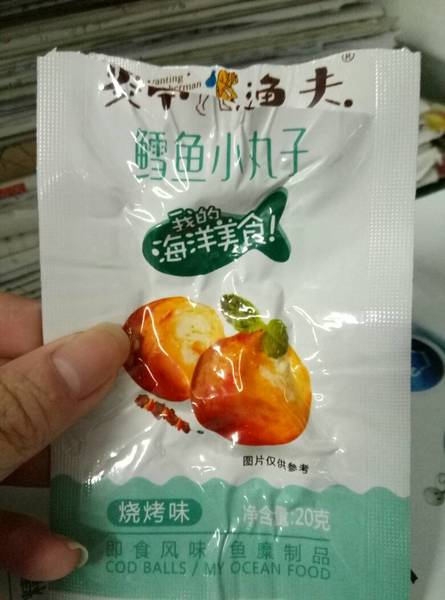 渔夫®
鳕鱼小丸子
我的
海洋美食!
图片仅供参考
烧烤味 净含量:20克
即食风味 鱼糜制品
COD BALLS / MY OCEAN FOOD